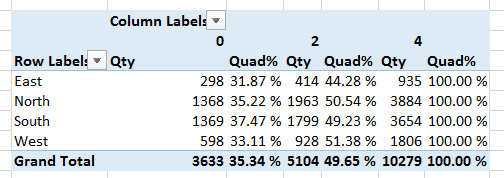 Column Labels
0 2 4
Row Labels Qty Quad% Qty Quad% Qty Quad%
East 298 31.87 % 414 44.28 % 935 100.00 %
North 1368 35.22 % 1963 50.54 % 3884 100.00 %
South 1369 37.47 % 1799 49.23 % 3654 100.00 %
West 598 33.11 % 928 51.38 % 1806 100.00 %
Grand Total 3633 35.34 % 5104 49.65 % 10279 100.00 %